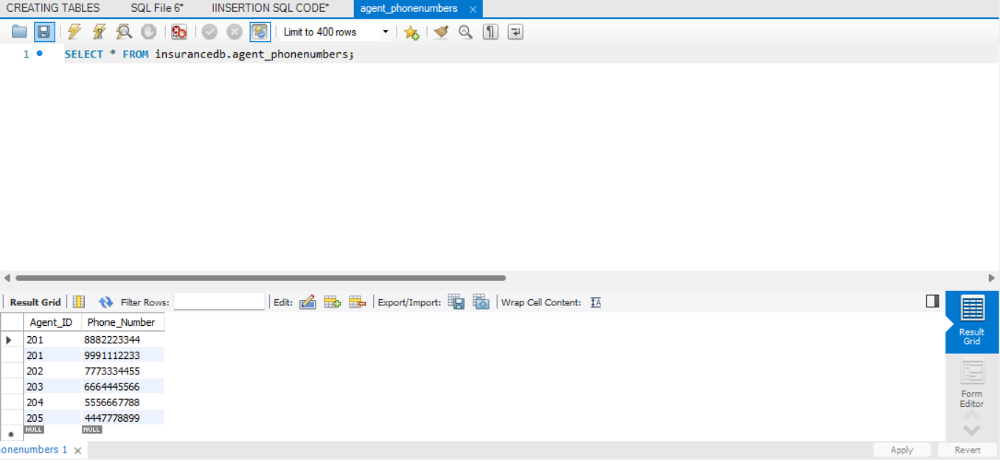 CREATING TABLES SQL File 6* IINSERTION SQL CODE* agent_phonenumbers
Limit to 400 rows
1 SELECT * FROM insurancedb.agent_phonenumbers;
Result Grid Filter Rows: Edit: Export/Import: Wrap Cell Content:
Agent_ID Phone_Number
201 8882223344
201 9991112233
202 7773334455
203 6664445566
204 5556667788
205 4447778899
NULL NULL
Result
Grid
Form
Editor
onenumbers 1
Apply Revert